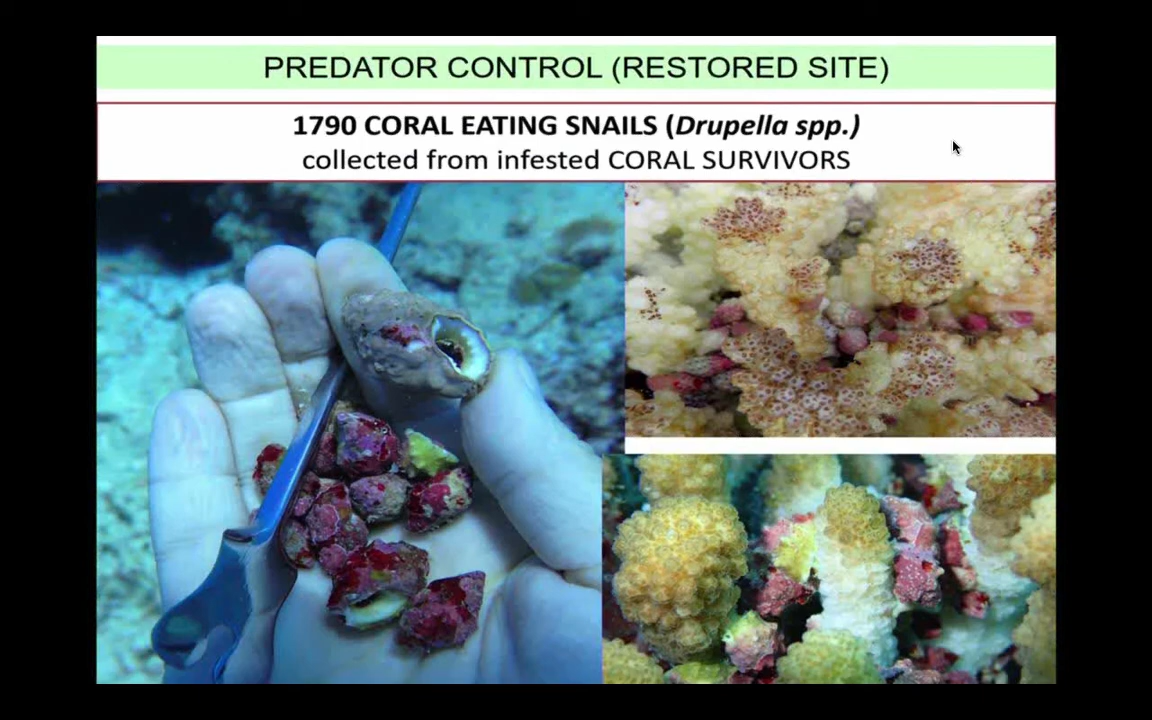 PREDATOR CONTROL (RESTORED SITE)
1790 CORAL EATING SNAILS (Drupella spp.)
collected from infested CORAL SURVIVORS